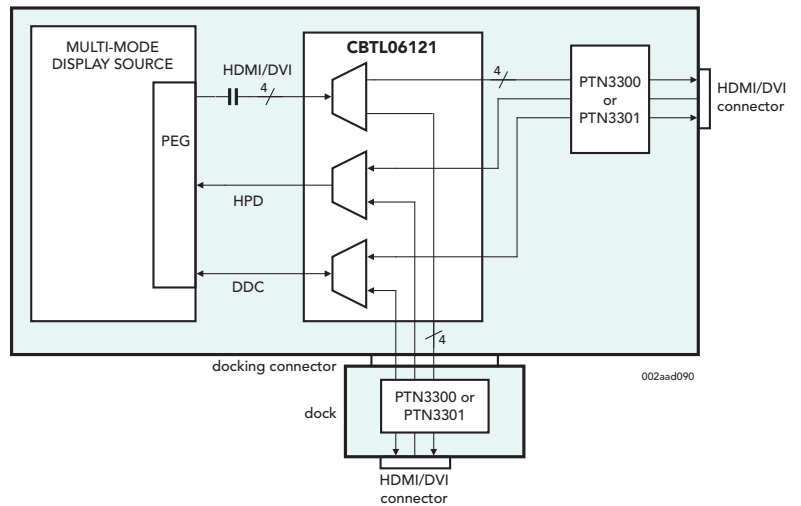 MULTI-MODE
DISPLAY SOURCE
PEG
HDMI/DVI
4
HPD
DDC
CBTL06121
4
PTN3300
or
PTN3301
HDMI/DVI
connector
4
docking connector
002aad090
dock
PTN3300 or
PTN3301
HDMI/DVI
connector